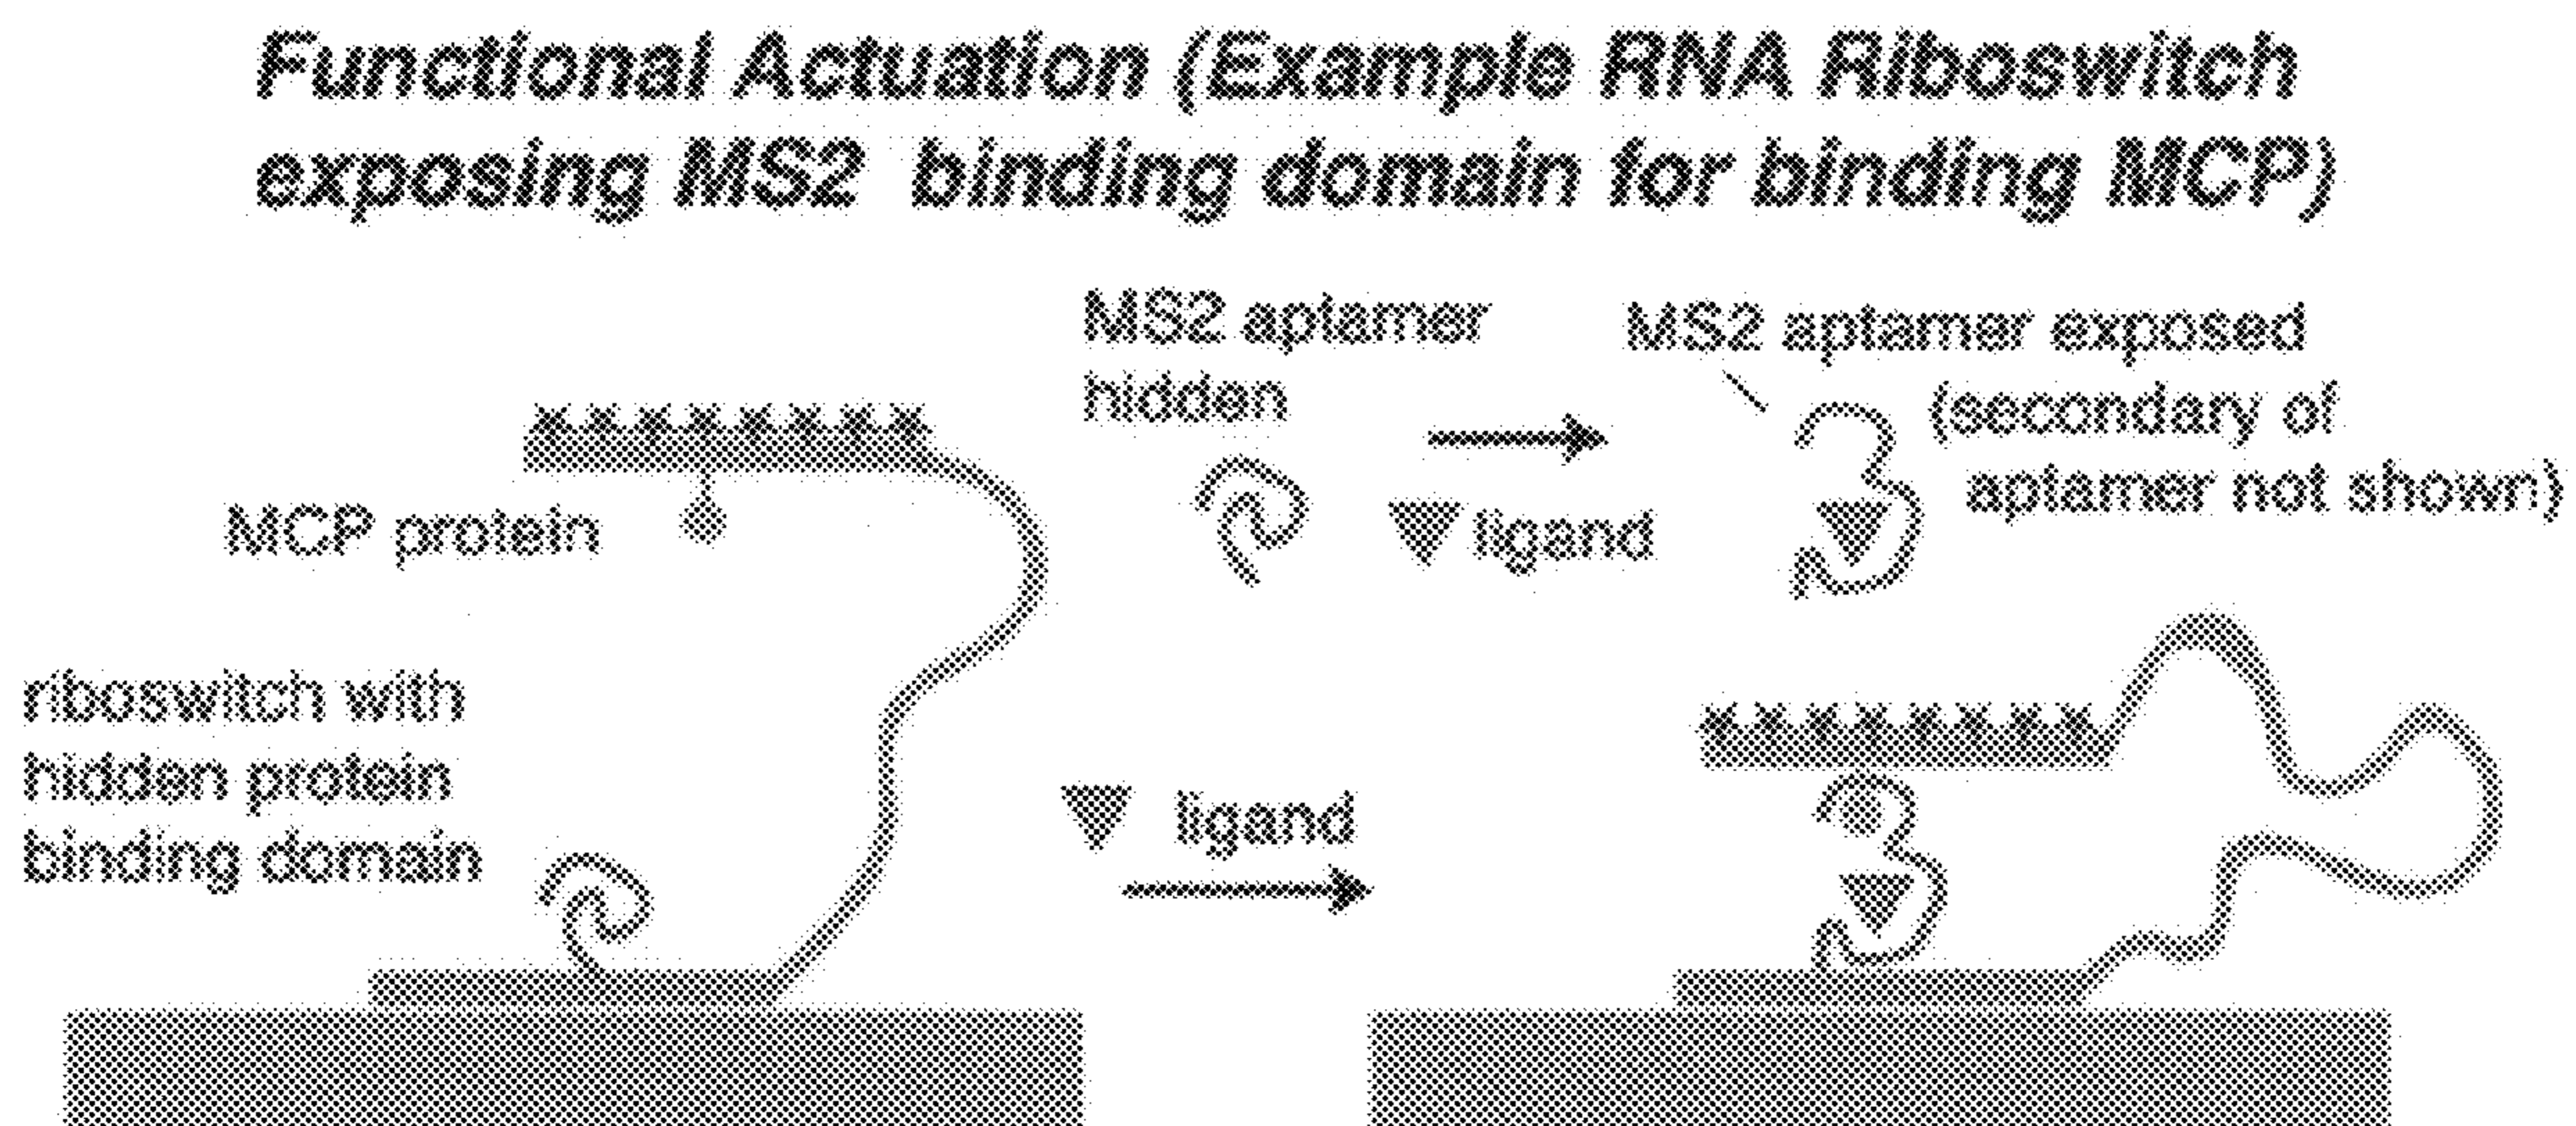 Functional Actuation (Example RNA Riboswitch
exposing MS2 binding domain for binding MCP)
MS2 aptamer
hidden
MS2 aptamer exposed
(secondary of
aptamer not shown)
ligand
MCP protein
riboswitch with
hidden protein
binding domain
ligand